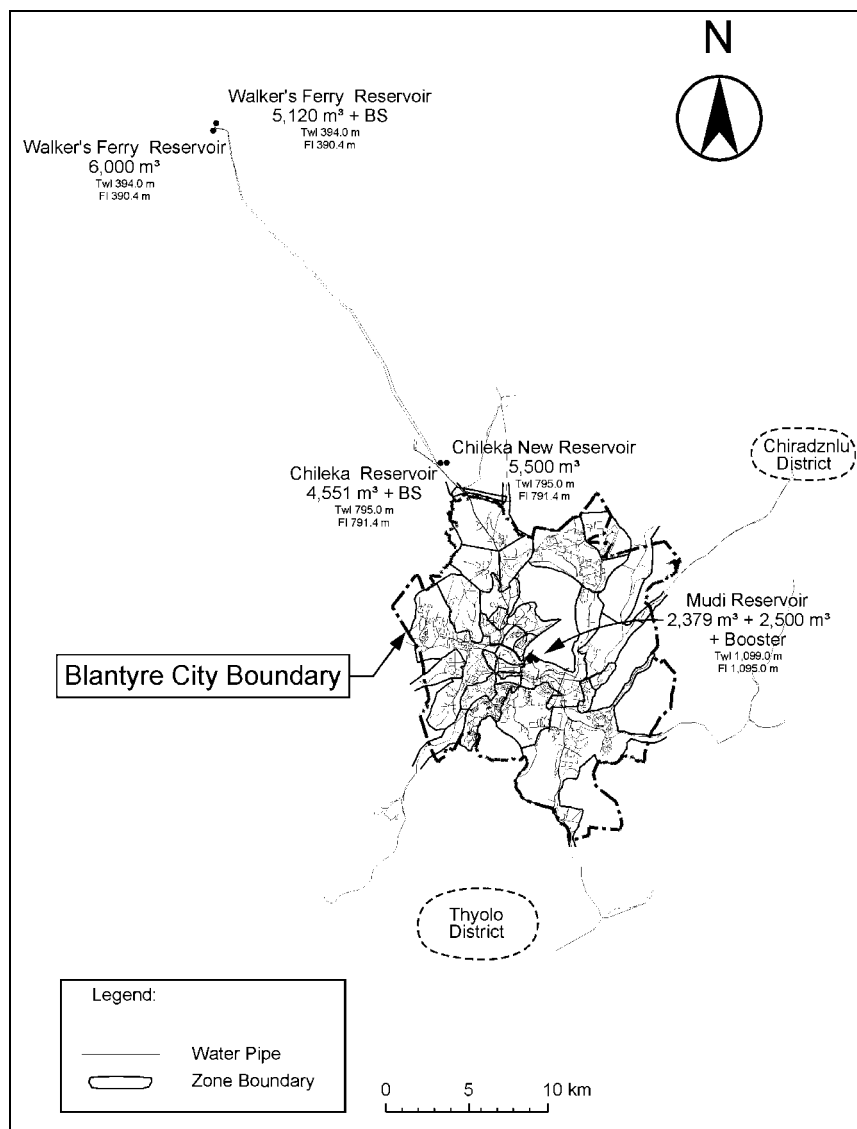 N
Walker's Ferry Reservoir
5,120 m³ + BS
Twl 394.0 m
Fl 390.4 m
Walker's Ferry Reservoir
6,000 m³
Twl 394.0 m
Fl 390.4 m
Chileka New Reservoir
5,500 m³
Twl 795.0 m
Fl 791.4 m
Chileka Reservoir
4,551 m³ + BS
Twl 795.0 m
Fl 791.4 m
Chiradznlu
District
Mudi Reservoir
2,379 m³ + 2,500 m³
+ Booster
Twl 1,099.0 m
Fl 1,095.0 m
Blantyre City Boundary
Thyolo
District
Legend:
Water Pipe
Zone Boundary
0 5 10 km